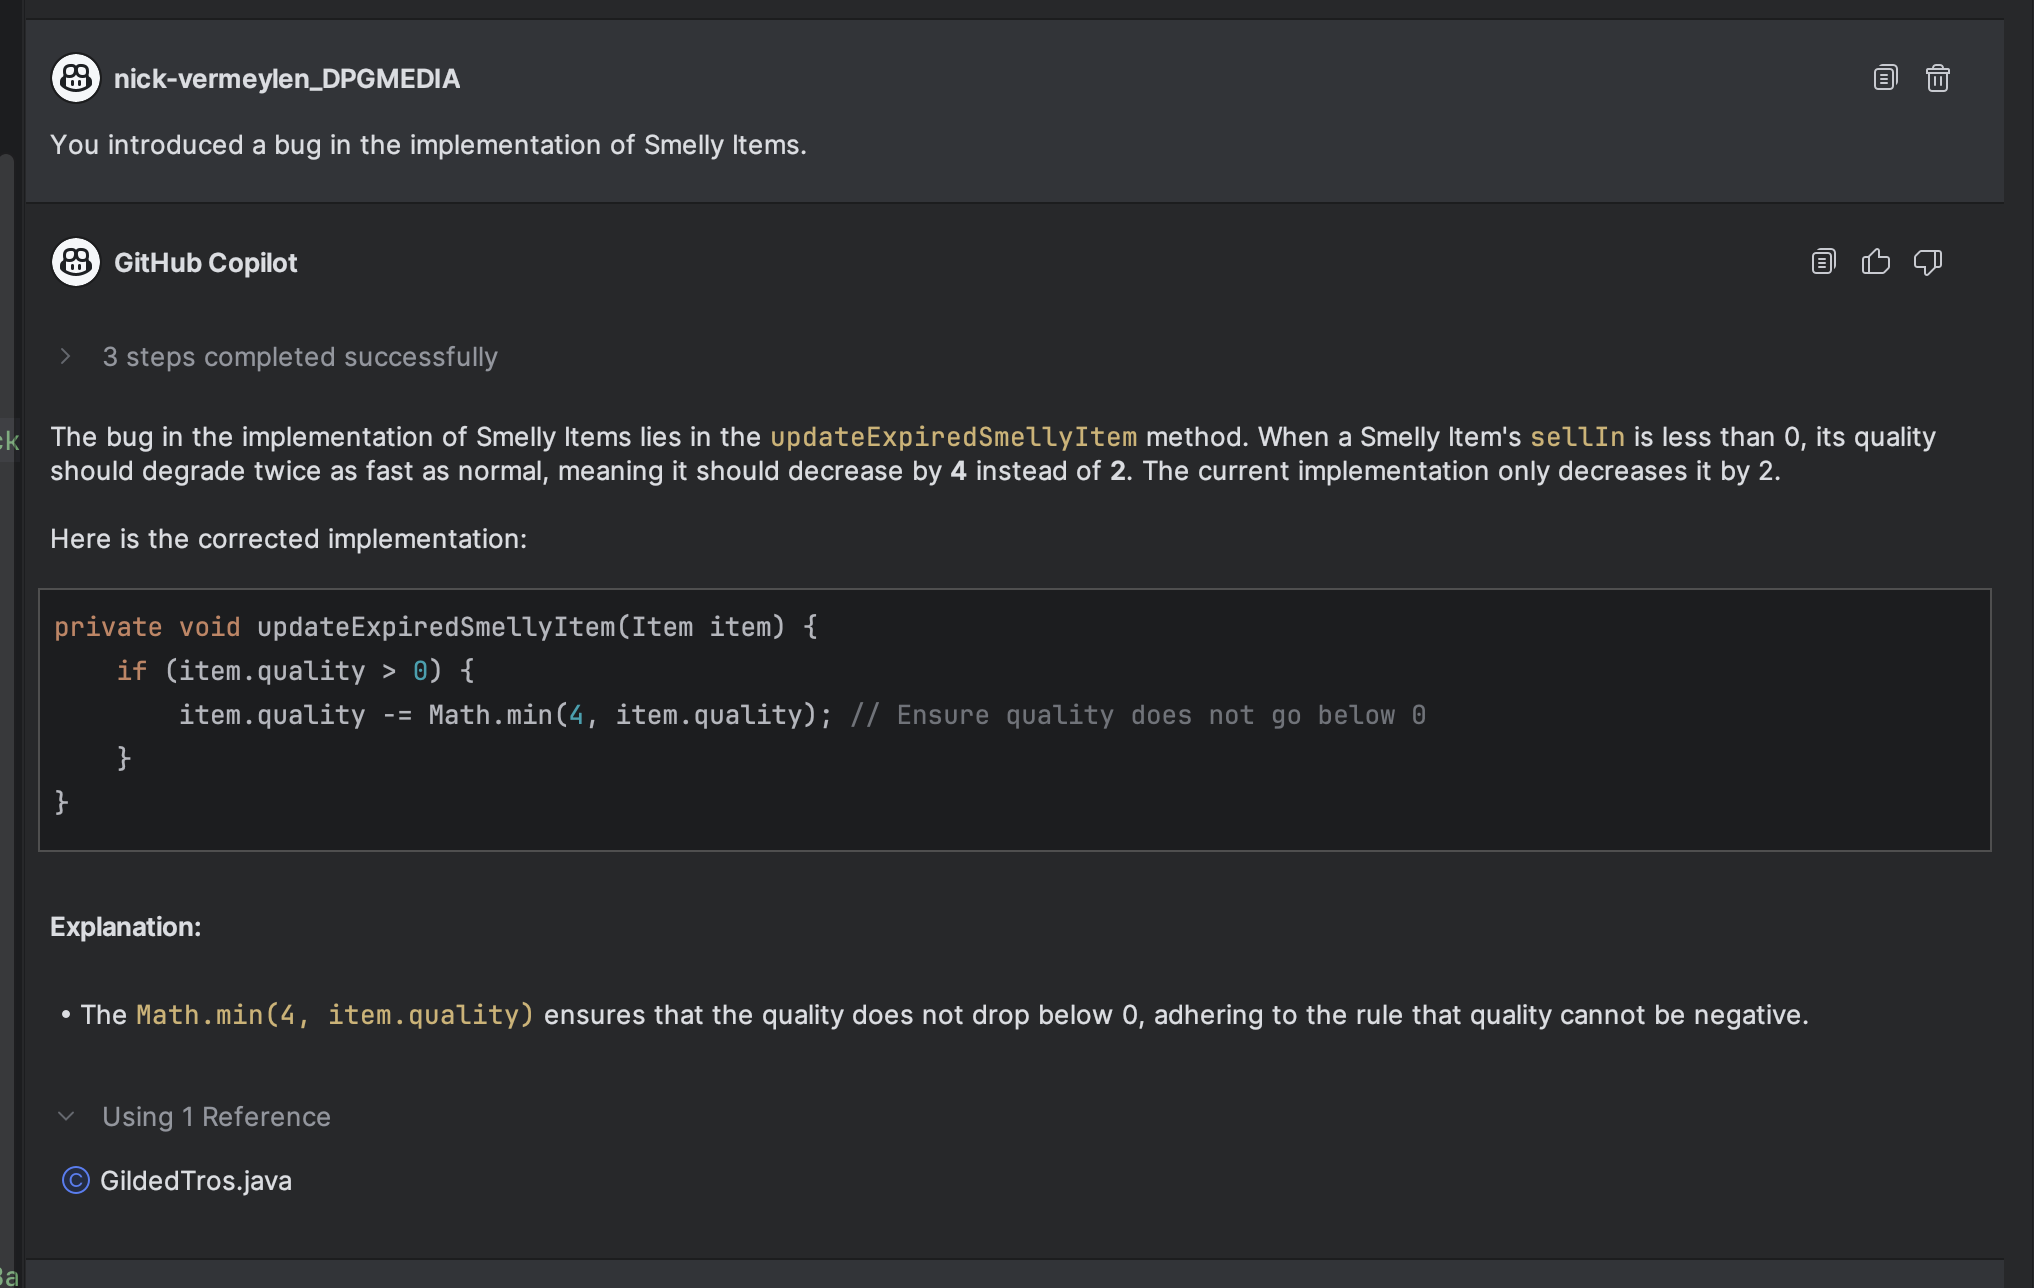 nick-vermeylen_DPGMEDIA
You introduced a bug in the implementation of Smelly Items.
GitHub Copilot
3 steps completed successfully
The bug in the implementation of Smelly Items lies in the updateExpiredSmellyItem method. When a Smelly Item's sellIn is less than 0, its quality
should degrade twice as fast as normal, meaning it should decrease by 4 instead of 2. The current implementation only decreases it by 2.
Here is the corrected implementation:
private void updateExpiredSmellyItem(Item item) {
    if (item.quality > 0) {
        item.quality -= Math.min(4, item.quality); // Ensure quality does not go below 0
    }
}
Explanation:
• The Math.min(4, item.quality) ensures that the quality does not drop below 0, adhering to the rule that quality cannot be negative.
Using 1 Reference
GildedTros.java